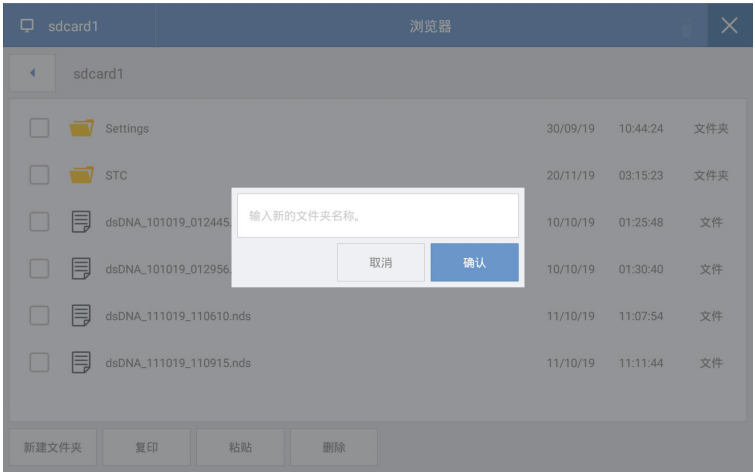 sdcard1 浏览器
sdcard1
Settings 30/09/19 10:44:24 文件夹
STC 20/11/19 03:15:23 文件夹
dsDNA_101019_012445. 10/10/19 01:25:48 文件
输入新的文件夹名称。
dsDNA_101019_012956. 10/10/19 01:30:40 文件
取消 确认
dsDNA_111019_110610.nds 11/10/19 11:07:54 文件
dsDNA_111019_110915.nds 11/10/19 11:11:44 文件
新建文件夹 复印 粘贴 删除